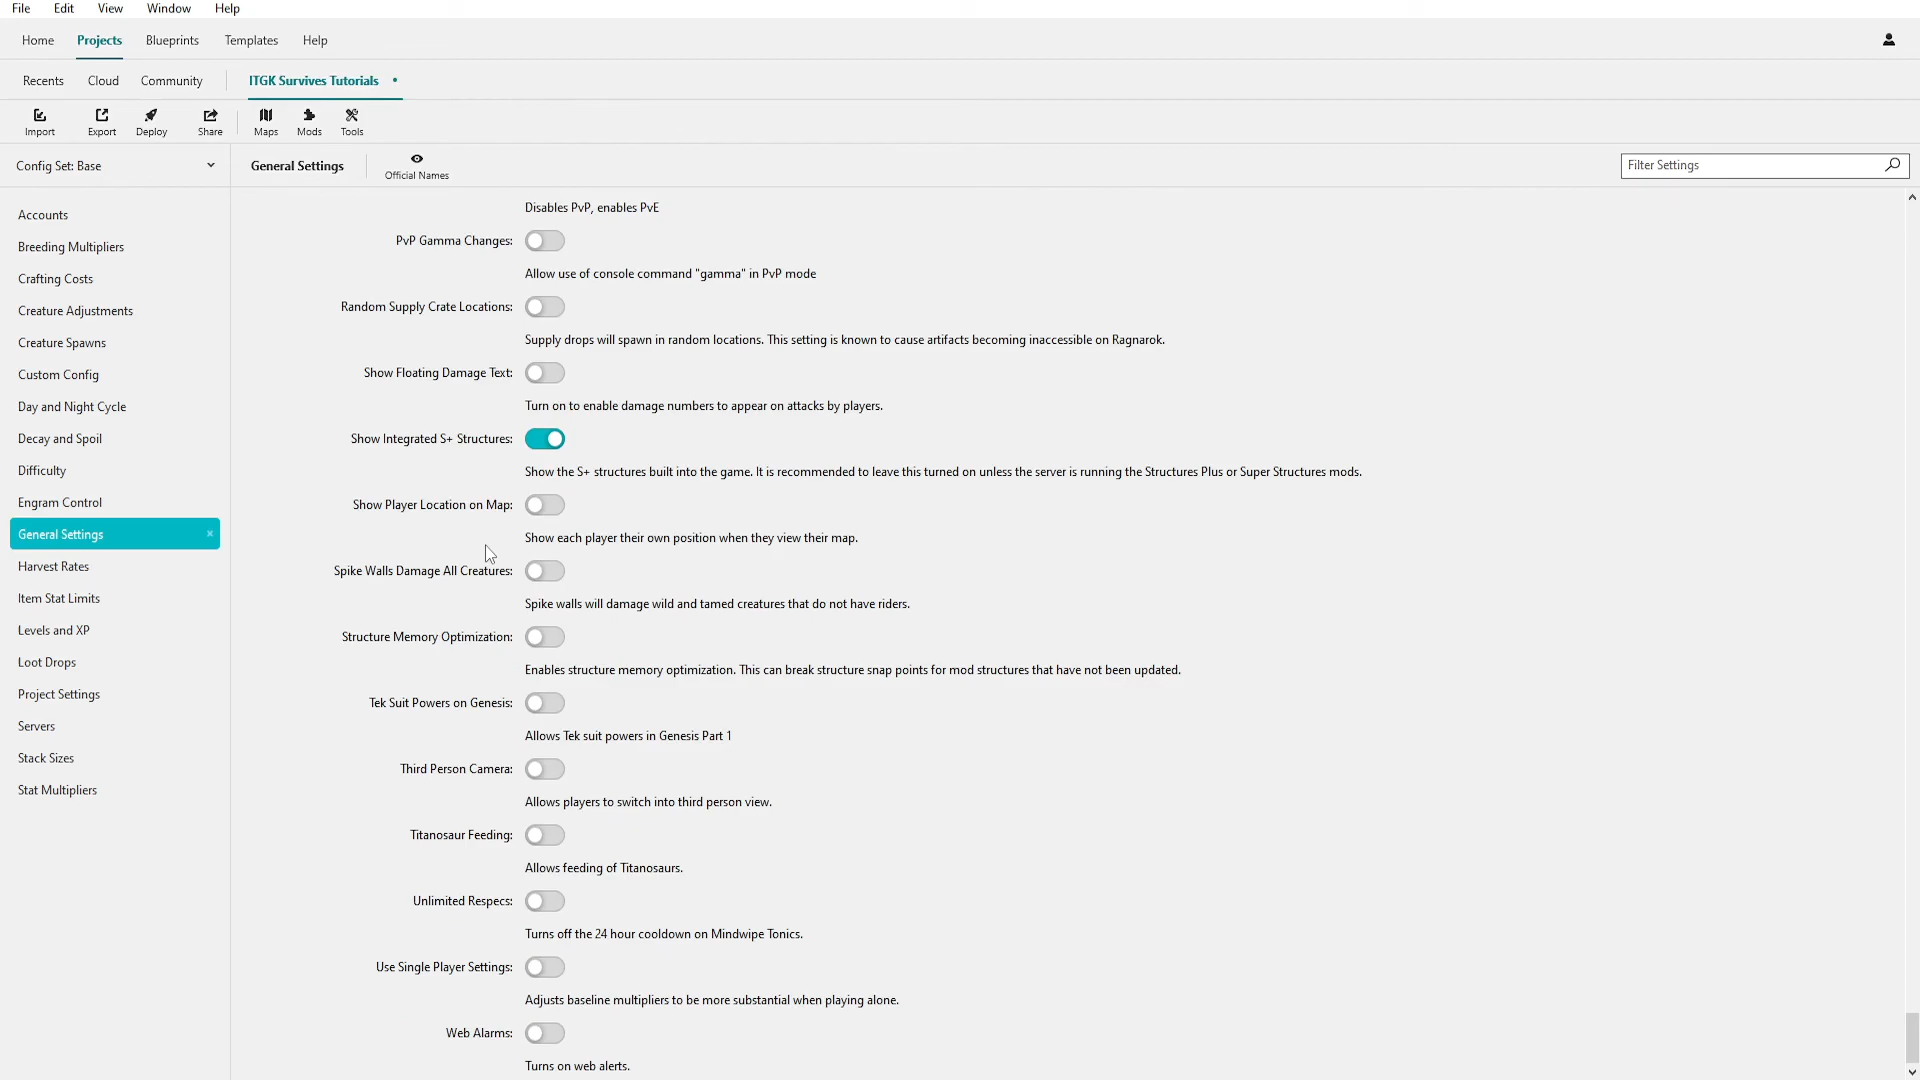 File Edit View Window Help
Home Projects Blueprints Templates Help
Recents Cloud Community ITGK Survives Tutorials •
Import Export Deploy Share Maps Mods Tools
Config Set: Base General Settings Official Names Filter Settings
Accounts
Breeding Multipliers
Crafting Costs
Creature Adjustments
Creature Spawns
Custom Config
Day and Night Cycle
Decay and Spoil
Difficulty
Engram Control
General Settings ×
Harvest Rates
Item Stat Limits
Levels and XP
Loot Drops
Project Settings
Servers
Stack Sizes
Stat Multipliers
Disables PvP, enables PvE
PvP Gamma Changes:
Allow use of console command "gamma" in PvP mode
Random Supply Crate Locations:
Supply drops will spawn in random locations. This setting is known to cause artifacts becoming inaccessible on Ragnarok.
Show Floating Damage Text:
Turn on to enable damage numbers to appear on attacks by players.
Show Integrated S+ Structures:
Show the S+ structures built into the game. It is recommended to leave this turned on unless the server is running the Structures Plus or Super Structures mods.
Show Player Location on Map:
Show each player their own position when they view their map.
Spike Walls Damage All Creatures:
Spike walls will damage wild and tamed creatures that do not have riders.
Structure Memory Optimization:
Enables structure memory optimization. This can break structure snap points for mod structures that have not been updated.
Tek Suit Powers on Genesis:
Allows Tek suit powers in Genesis Part 1
Third Person Camera:
Allows players to switch into third person view.
Titanosaur Feeding:
Allows feeding of Titanosaurs.
Unlimited Respecs:
Turns off the 24 hour cooldown on Mindwipe Tonics.
Use Single Player Settings:
Adjusts baseline multipliers to be more substantial when playing alone.
Web Alarms:
Turns on web alerts.